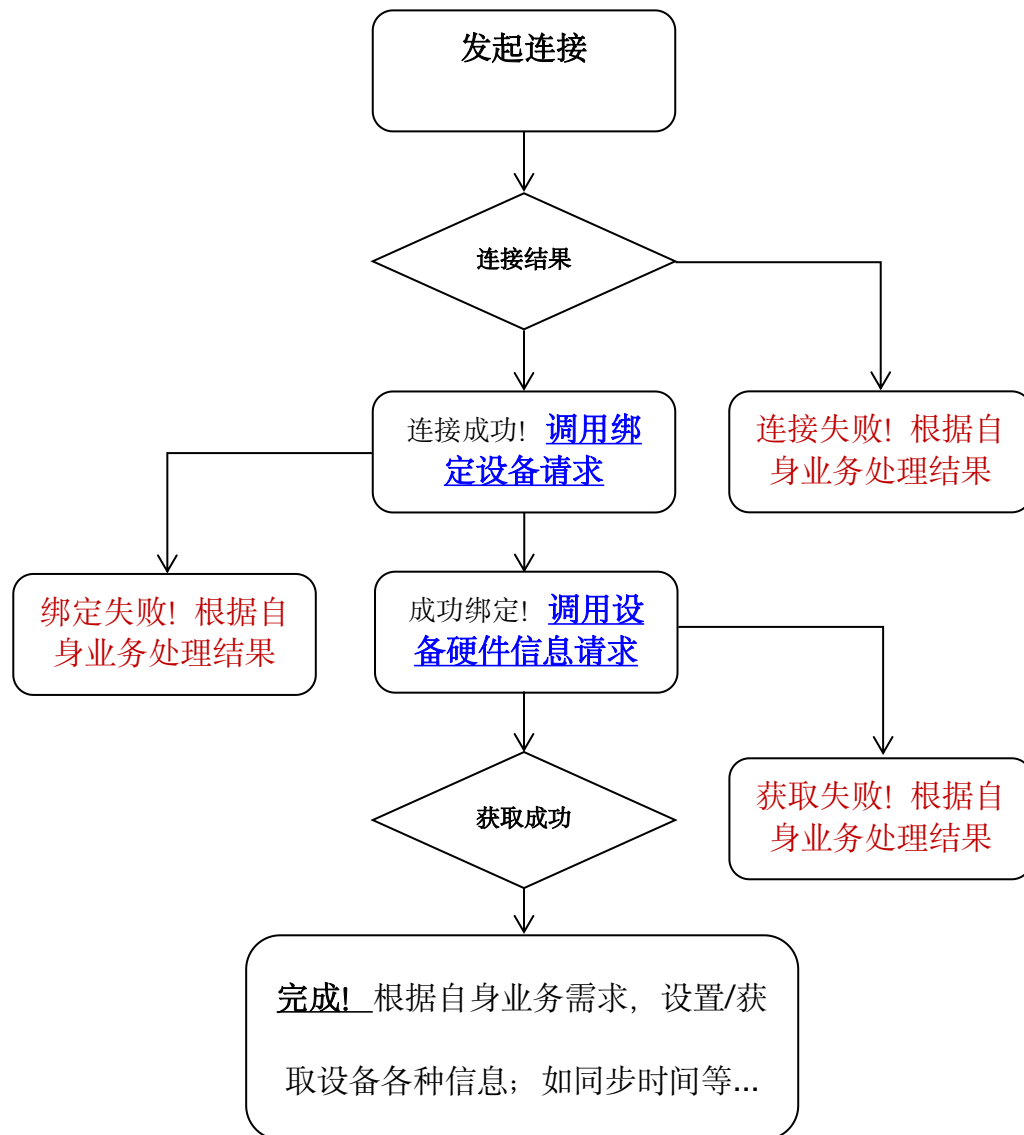 发起连接
连接结果
连接成功！调用绑
定设备请求
连接失败！根据自
身业务处理结果
绑定失败！根据自
身业务处理结果
成功绑定！调用设
备硬件信息请求
获取成功
获取失败！根据自
身业务处理结果
完成！根据自身业务需求，设置/获
取设备各种信息；如同步时间等...